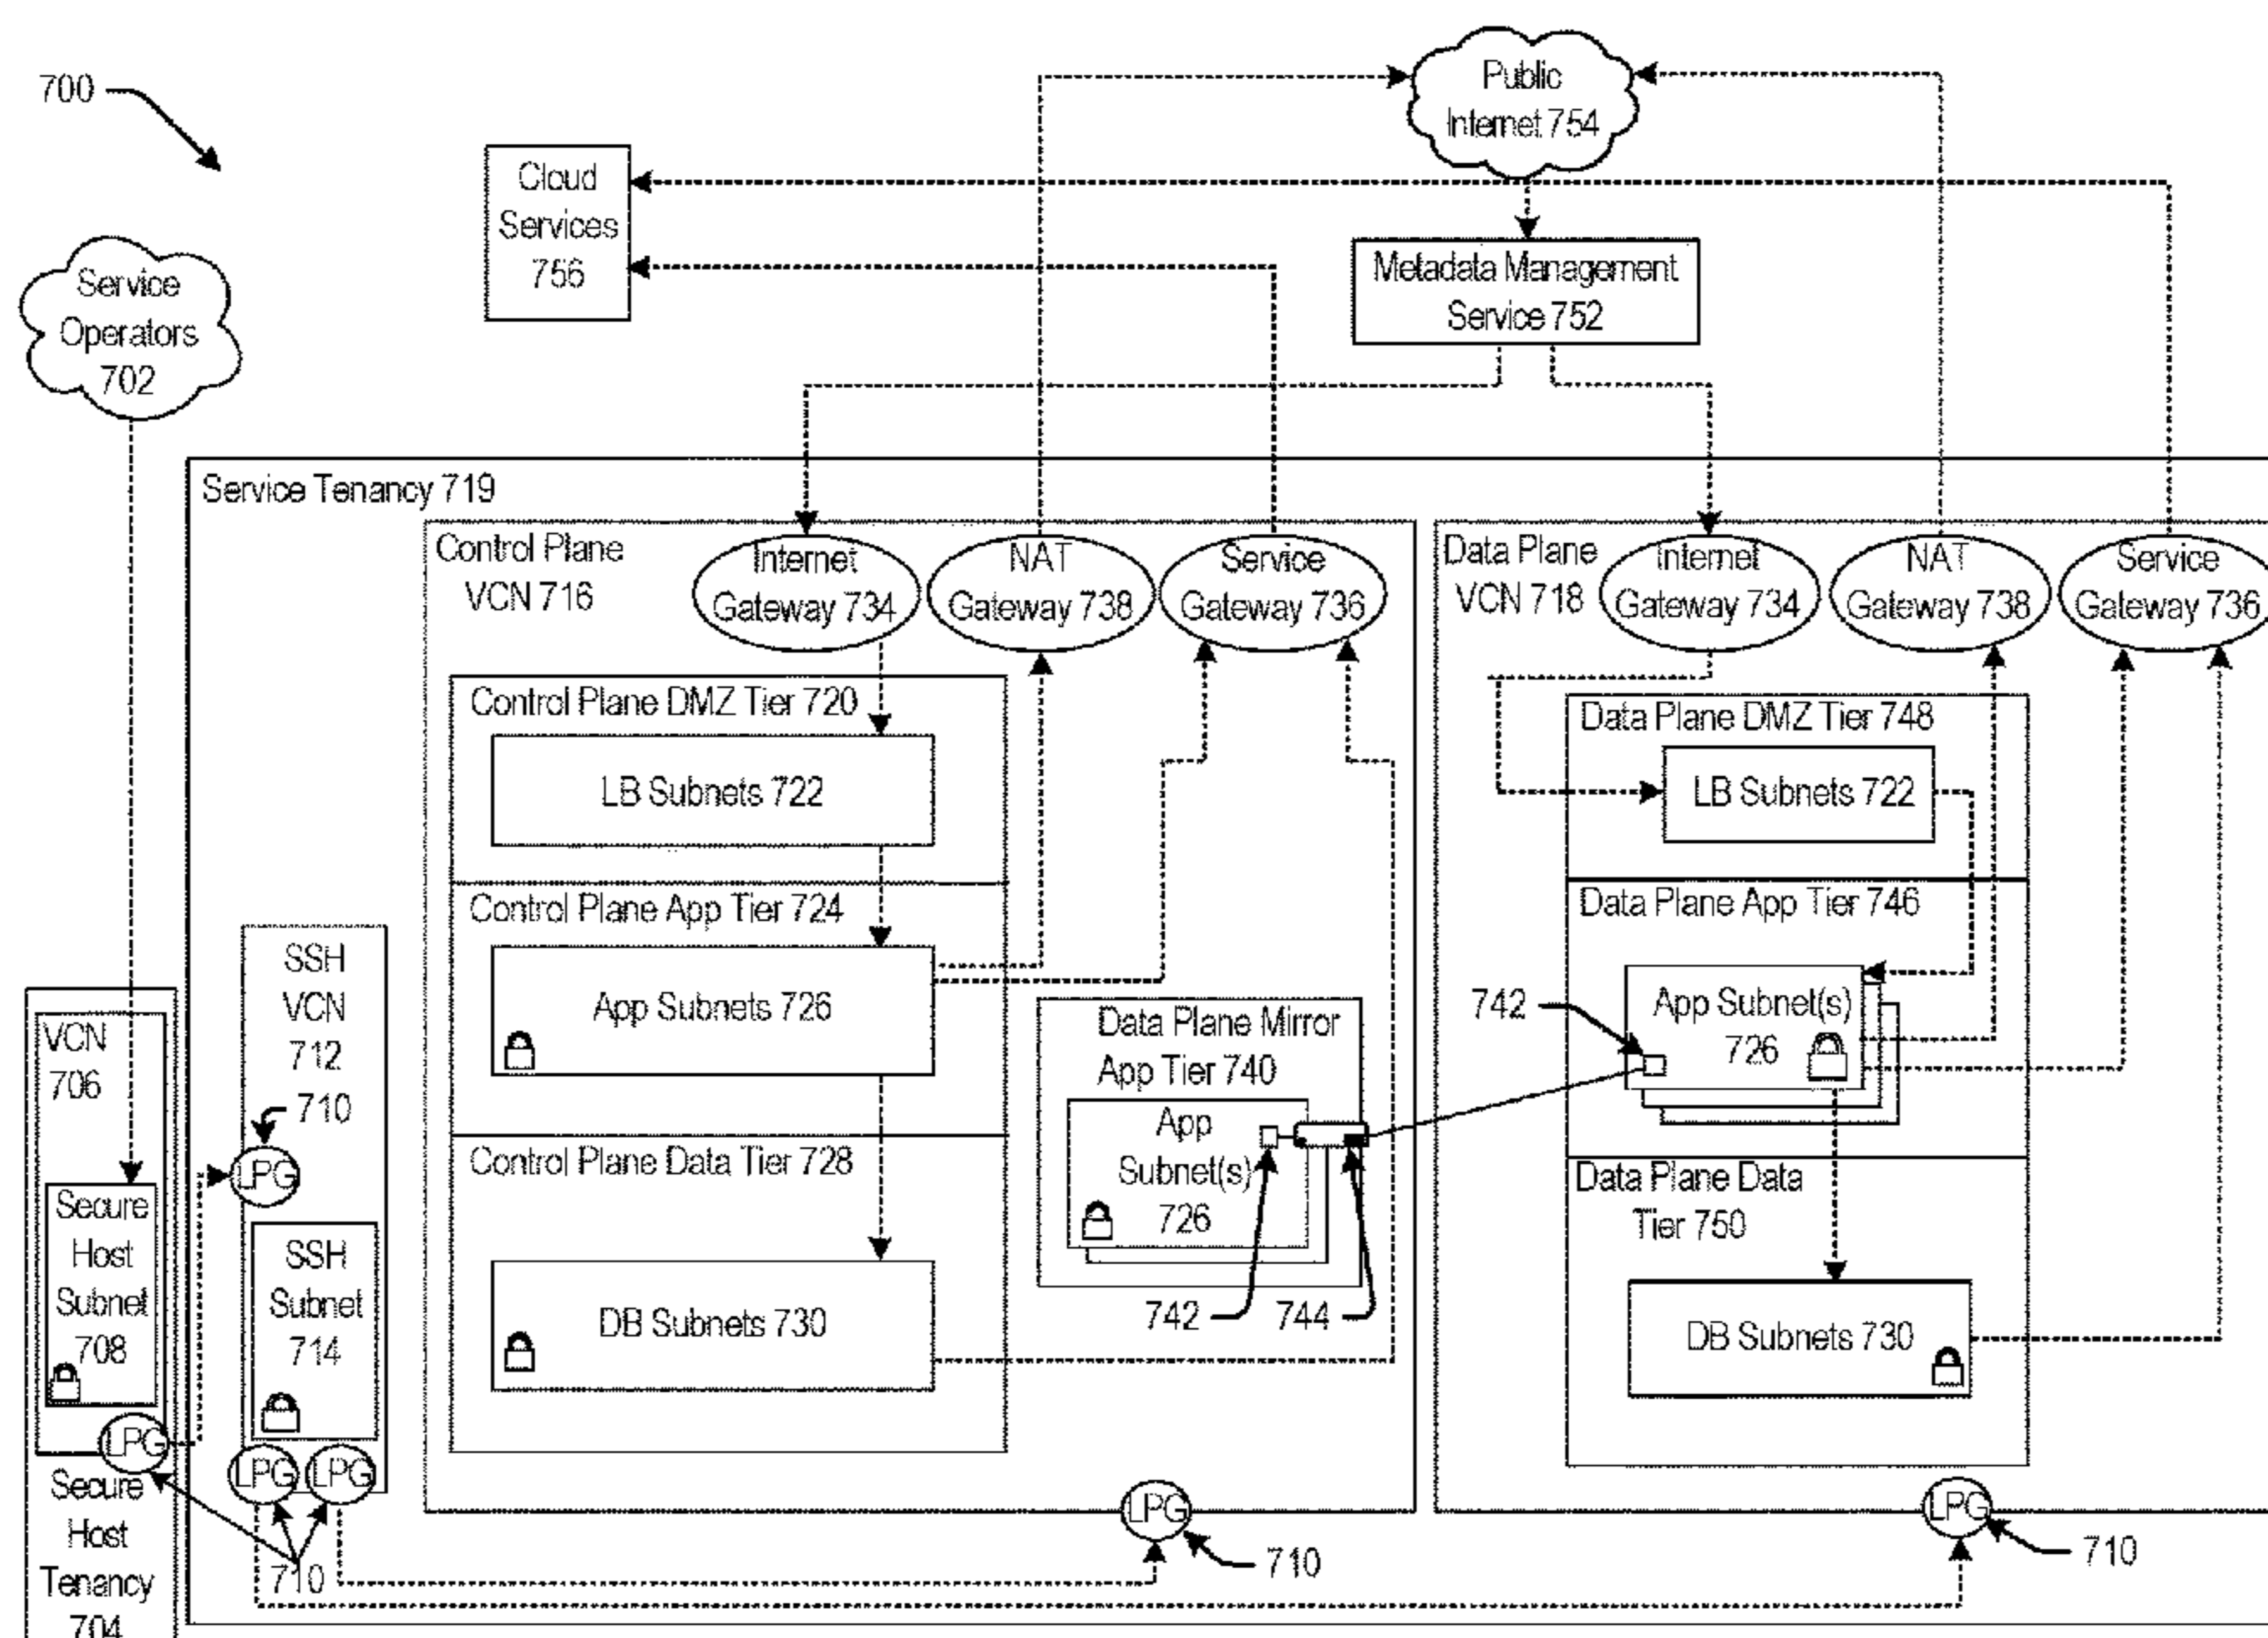 700
Public
Internet 754
Cloud
Services
756
Metadata Management
Service 752
Service
Operators
702
Service Tenancy 719
Control Plane
VCN 716
Internet
Gateway 734
NAT
Gateway 738
Service
Gateway 736
Data Plane
VCN 718
Internet
Gateway 734
NAT
Gateway 738
Service
Gateway 736
Control Plane DMZ Tier 720
LB Subnets 722
Control Plane App Tier 724
App Subnets 726
Control Plane Data Tier 728
DB Subnets 730
Data Plane Mirror
App Tier 740
App
Subnet(s)
726
742
744
Data Plane DMZ Tier 748
LB Subnets 722
Data Plane App Tier 746
742
App Subnet(s)
726
Data Plane Data
Tier 750
DB Subnets 730
SSH
VCN
712
710
LPG
SSH
Subnet
714
LPG
LPG
VCN
706
Secure
Host
Subnet
708
LPG
Secure
Host
Tenancy
704
710
LPG
710
LPG
710